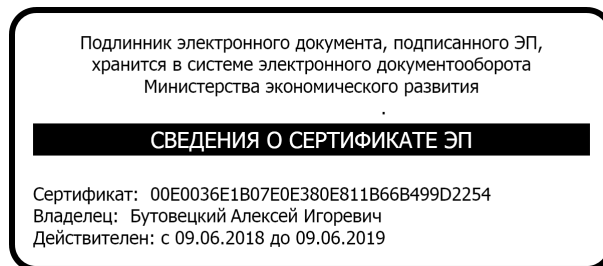 Подлинник электронного документа, подписанного ЭП,
хранится в системе электронного документооборота
Министерства экономического развития
.
СВЕДЕНИЯ О СЕРТИФИКАТЕ ЭП
Сертификат: 00E0036E1B07E0E380E811B66B499D2254
Владелец: Бутовецкий Алексей Игоревич
Действителен: с 09.06.2018 до 09.06.2019